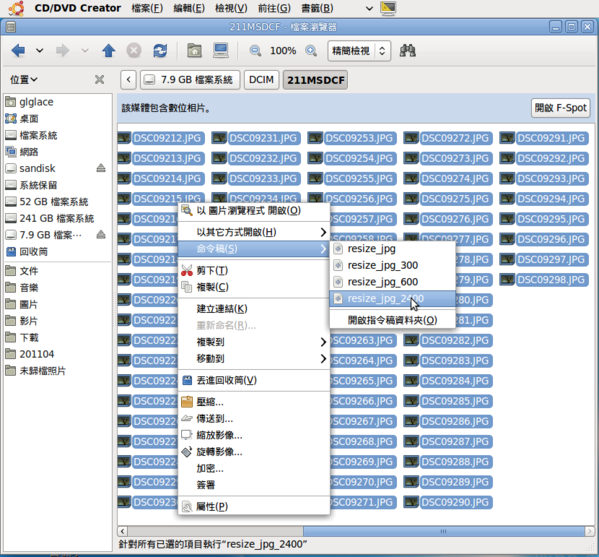 CD/DVD Creator 檔案(F) 編輯(E) 檢視(V) 前往(G) 書籤(B)
211MSDCF - 檔案瀏覽器
100% 精簡檢視
位置 7.9 GB 檔案系統 DCIM 211MSDCF
glglace
桌面
檔案系統
網路
sandisk
系統保留
52 GB 檔案系統
241 GB 檔案系統
7.9 GB 檔案…
回收筒
文件
音樂
圖片
影片
下載
201104
未歸檔照片
該媒體包含數位相片。 開啟 F-Spot
DSC09212.JPG DSC09231.JPG DSC09253.JPG DSC09272.JPG DSC09291.JPG
DSC09213.JPG DSC09232.JPG DSC09254.JPG DSC09273.JPG DSC09292.JPG
DSC09214.JPG DSC09233.JPG DSC09255.JPG DSC09274.JPG DSC09293.JPG
DSC09215.JPG DSC09234.JPG DSC09256.JPG DSC09275.JPG DSC09294.JPG
DSC09257.JPG DSC09276.JPG DSC09295.JPG
DSC09258.JPG DSC09277.JPG DSC09296.JPG
278.JPG DSC09297.JPG
279.JPG DSC09298.JPG
280.JPG
281.JPG
DSC09263.JPG DSC09282.JPG
DSC09264.JPG DSC09283.JPG
DSC09265.JPG DSC09284.JPG
DSC09266.JPG DSC09285.JPG
DSC09267.JPG DSC09286.JPG
DSC09268.JPG DSC09287.JPG
DSC09269.JPG DSC09288.JPG
DSC09270.JPG DSC09289.JPG
DSC09271.JPG DSC09290.JPG
以 圖片瀏覽程式 開啟(O)
以其它方式開啟(H)
命令稿(S)
剪下(T)
複製(C)
建立連結(K)
重新命名(R)...
複製到
移動到
丟進回收筒(V)
壓縮...
傳送到...
縮放影像...
旋轉影像...
加密...
簽署
屬性(P)
resize_jpg
resize_jpg_300
resize_jpg_600
resize_jpg_2400
開啟指令稿資料夾(O)
針對所有已選的項目執行“resize_jpg_2400”